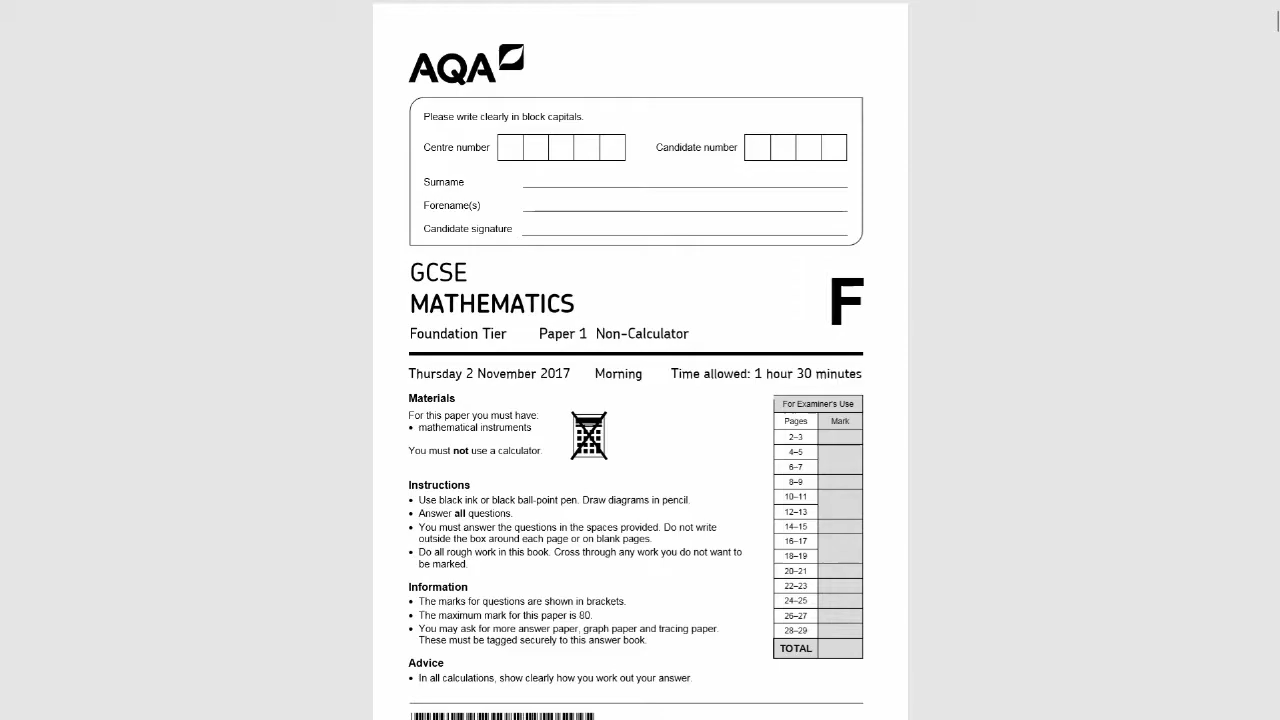 AQA
Please write clearly in block capitals.
Centre number
Candidate number
Surname
Forename(s)
Candidate signature
GCSE
MATHEMATICS
F
Foundation Tier Paper 1 Non-Calculator
Thursday 2 November 2017 Morning Time allowed: 1 hour 30 minutes
Materials
For this paper you must have:
• mathematical instruments
You must not use a calculator.
Instructions
• Use black ink or black ball-point pen. Draw diagrams in pencil.
• Answer all questions.
• You must answer the questions in the spaces provided. Do not write
outside the box around each page or on blank pages.
• Do all rough work in this book. Cross through any work you do not want to
be marked.
Information
• The marks for questions are shown in brackets.
• The maximum mark for this paper is 80.
• You may ask for more answer paper, graph paper and tracing paper.
These must be tagged securely to this answer book.
Advice
• In all calculations, show clearly how you work out your answer.
For Examiner's Use
Pages Mark
2–3
4–5
6–7
8–9
10–11
12–13
14–15
16–17
18–19
20–21
22–23
24–25
26–27
28–29
TOTAL